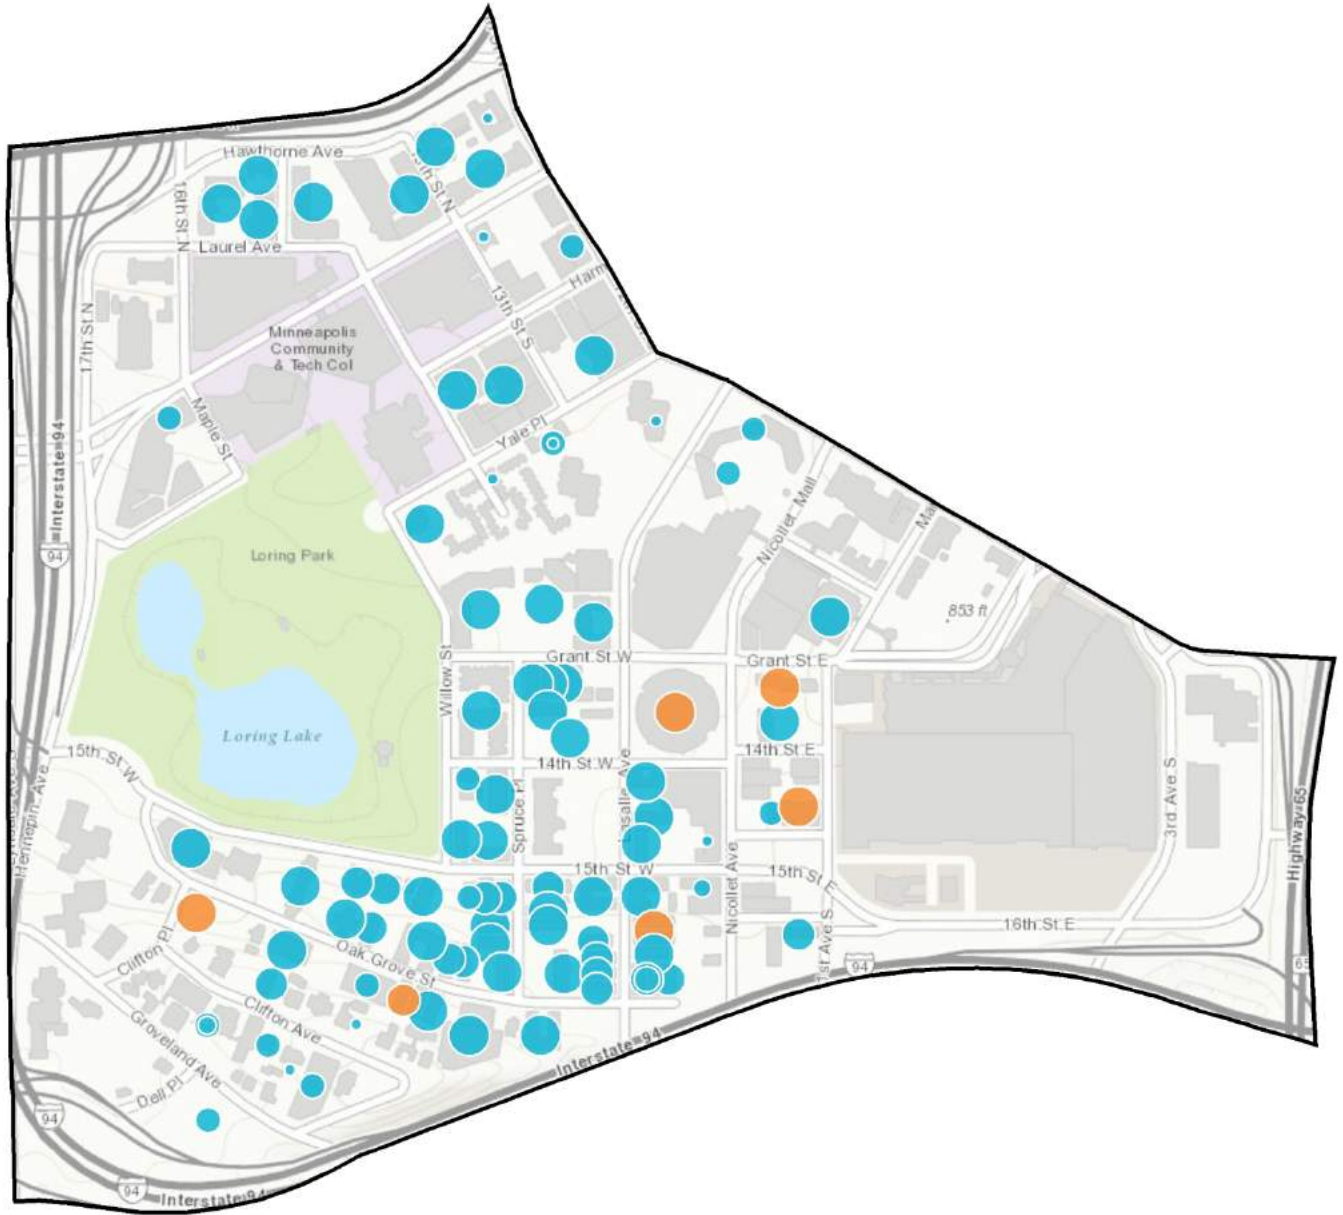 Hawthorne Ave
16th St N
Laurel Ave
17th St N
13th St S
Minneapolis
Community
& Tech Col
Maple St
Yale Pl
Interstate 94
94
Nicollet Mall
Loring Park
853 ft
Willow St
Grant St W
Grant St E
Loring Lake
15th St W
14th St W
14th St E
Spruce Pl
Hennepin Ave
3rd Ave S
Highway 65
15th St W
15th St E
Nicollet Ave
16th St E
1st Ave S
Clifton Pl
Oak Grove St
94
65
Clifton Ave
Groveland Ave
Interstate 94
Dell Pl
94
94
Interstate 94